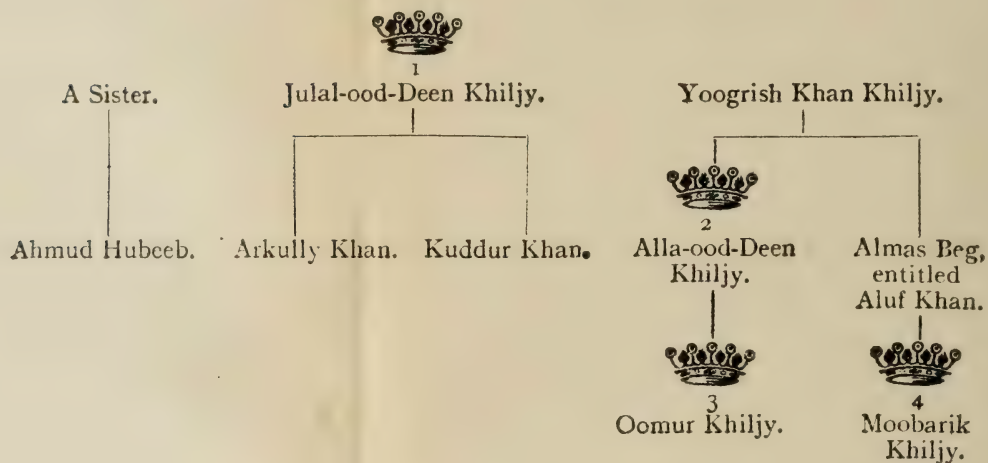 1
A Sister. Julal-ood-Deen Khiljy. Yoogrish Khan Khiljy.
Ahmud Hubeeb. Arkully Khan. Kuddur Khan.
2
Alla-ood-Deen
Khiljy.
Almas Beg,
entitled
Aluf Khan.
3
Oomur Khiljy.
4
Moobarik
Khiljy.